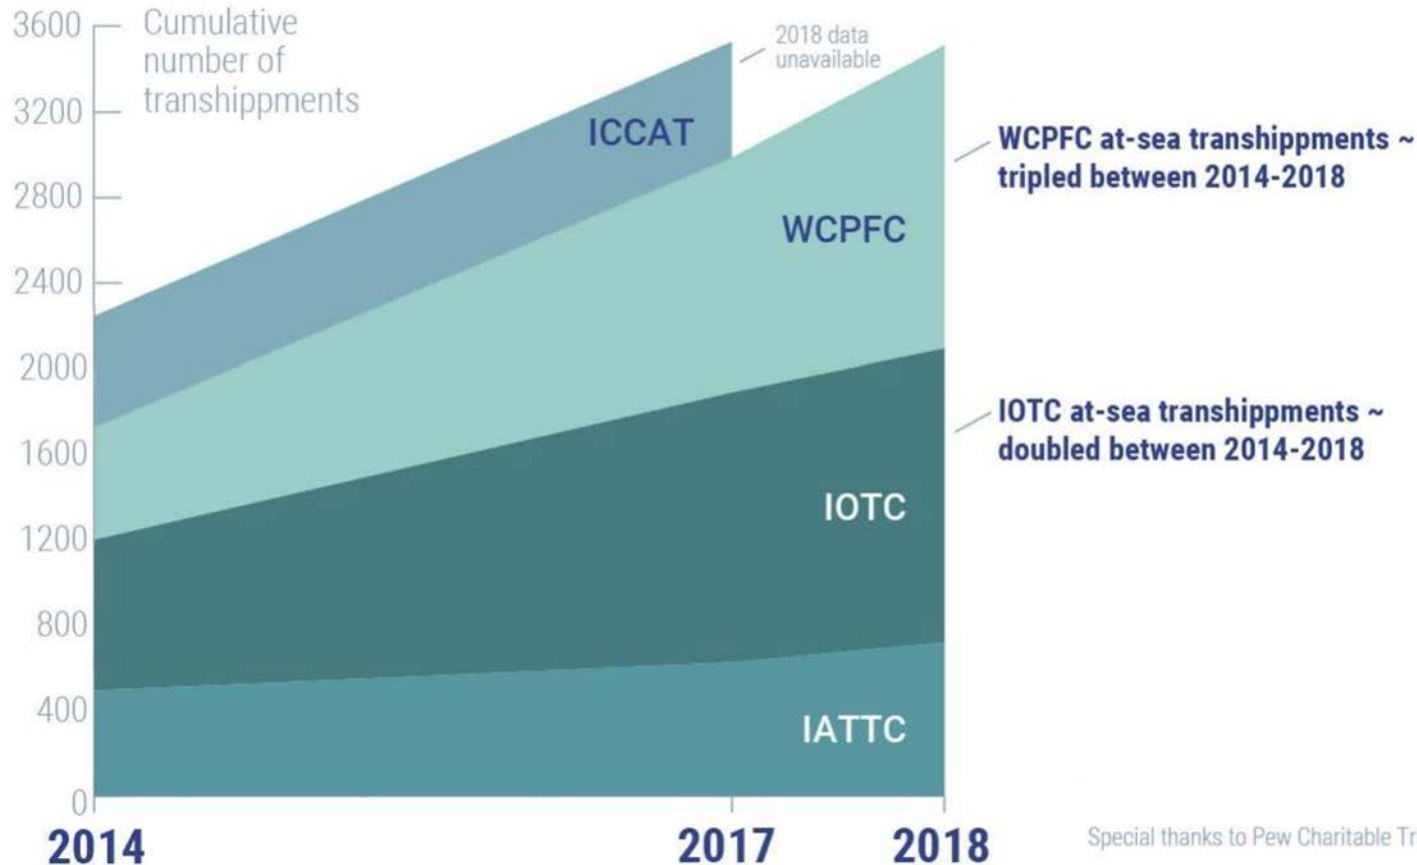 3600
Cumulative
number of
transhippments
3200
2800
2400
2000
1600
1200
800
400
0
2018 data
unavailable
ICCAT
WCPFC
IOTC
IATTC
WCPFC at-sea transhippments ~
tripled between 2014-2018
IOTC at-sea transhippments ~
doubled between 2014-2018
2014
2017
2018
Special thanks to Pew Charitable Tr